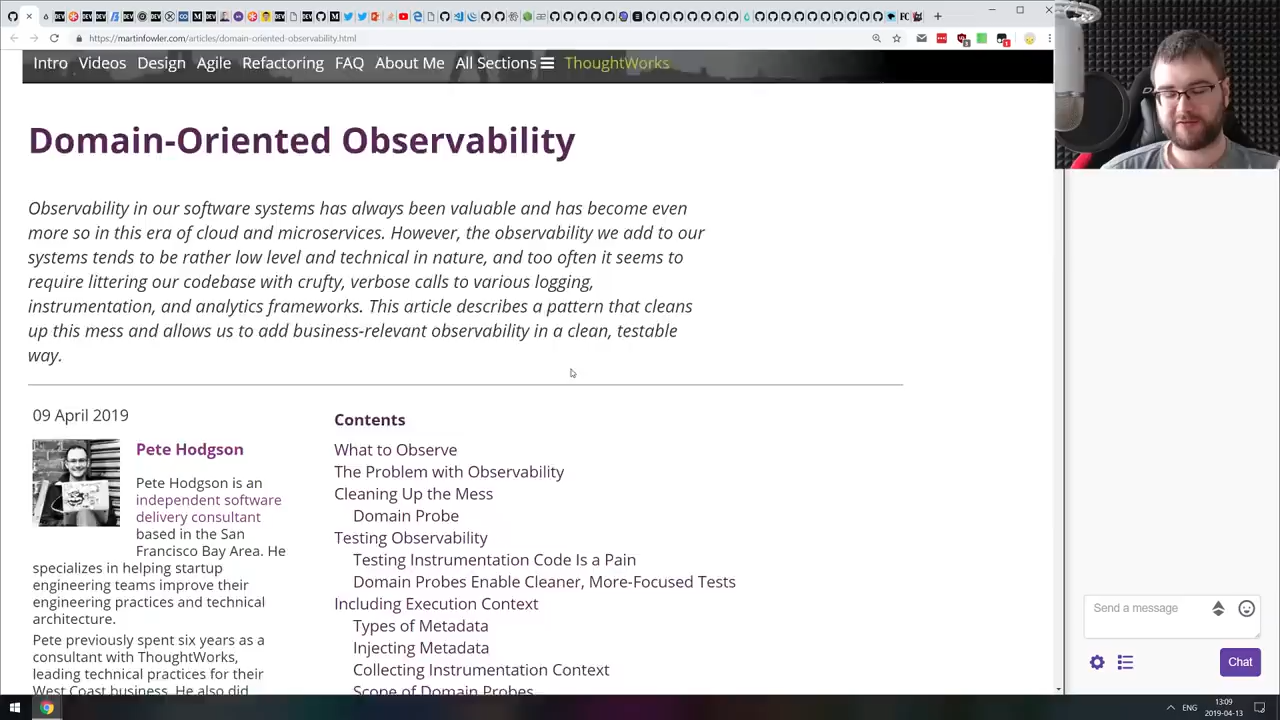 https://martinfowler.com/articles/domain-oriented-observability.html
Intro Videos Design Agile Refactoring FAQ About Me All Sections ThoughtWorks
Domain-Oriented Observability
Observability in our software systems has always been valuable and has become even
more so in this era of cloud and microservices. However, the observability we add to our
systems tends to be rather low level and technical in nature, and too often it seems to
require littering our codebase with crufty, verbose calls to various logging,
instrumentation, and analytics frameworks. This article describes a pattern that cleans
up this mess and allows us to add business-relevant observability in a clean, testable
way.
09 April 2019
Pete Hodgson
Pete Hodgson is an
independent software
delivery consultant
based in the San
Francisco Bay Area. He
specializes in helping startup
engineering teams improve their
engineering practices and technical
architecture.
Pete previously spent six years as a
consultant with ThoughtWorks,
leading technical practices for their
West Coast business. He also did
Contents
What to Observe
The Problem with Observability
Cleaning Up the Mess
Domain Probe
Testing Observability
Testing Instrumentation Code Is a Pain
Domain Probes Enable Cleaner, More-Focused Tests
Including Execution Context
Types of Metadata
Injecting Metadata
Collecting Instrumentation Context
Scope of Domain Probes
Send a message
Chat
ENG
13:09
2019-04-13